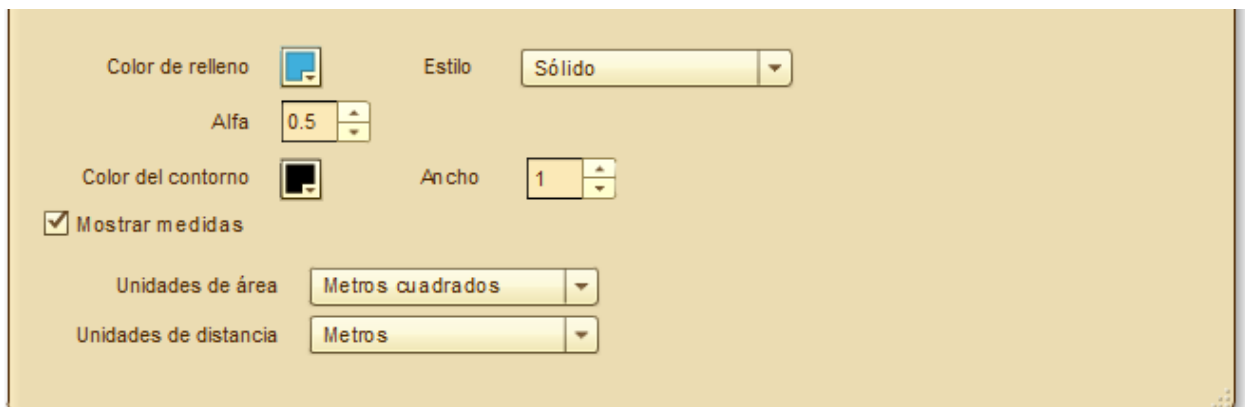 Color de relleno Estilo Sólido
Alfa 0.5
Color del contorno Ancho 1
Mostrar medidas
Unidades de área Metros cuadrados
Unidades de distancia Metros